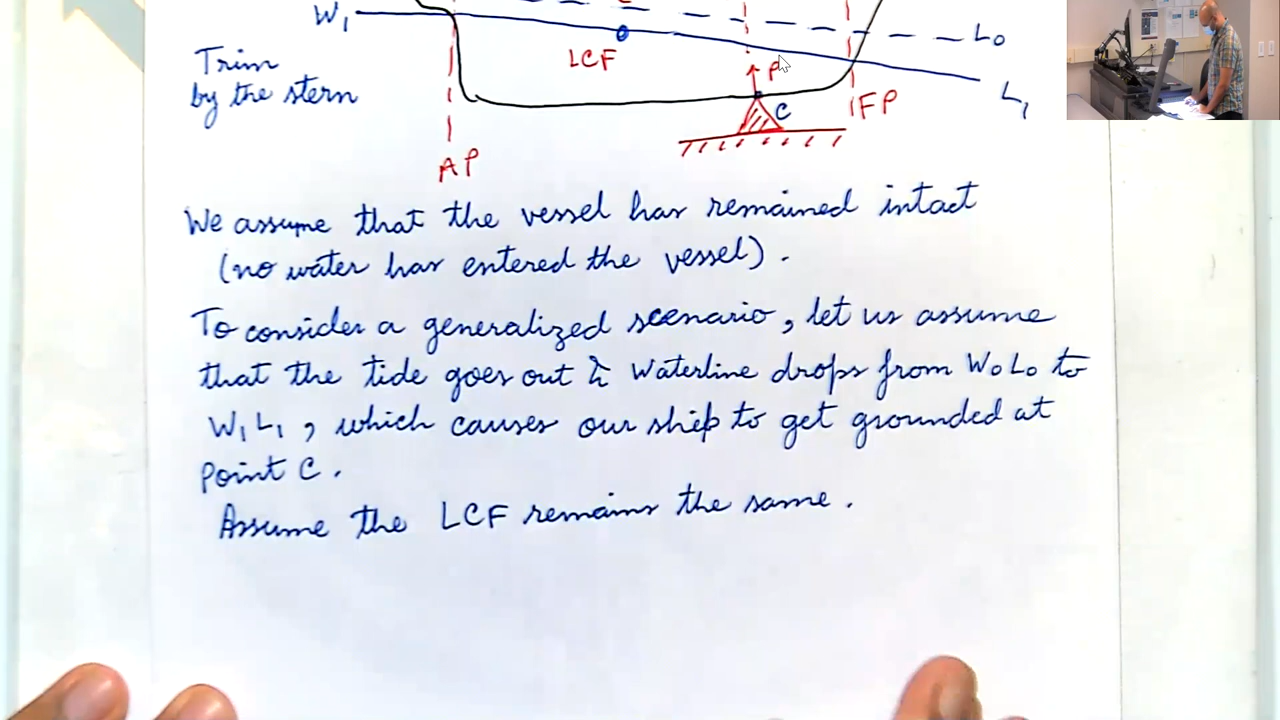 W₁
L₀
Trim
by the stern
LCF
P
C
L₁
FP
AP
We assume that the vessel has remained intact
(no water has entered the vessel).
To consider a generalized scenario, let us assume
that the tide goes out & waterline drops from W₀L₀ to
W₁L₁, which causes our ship to get grounded at
Point C.
Assume the LCF remains the same.